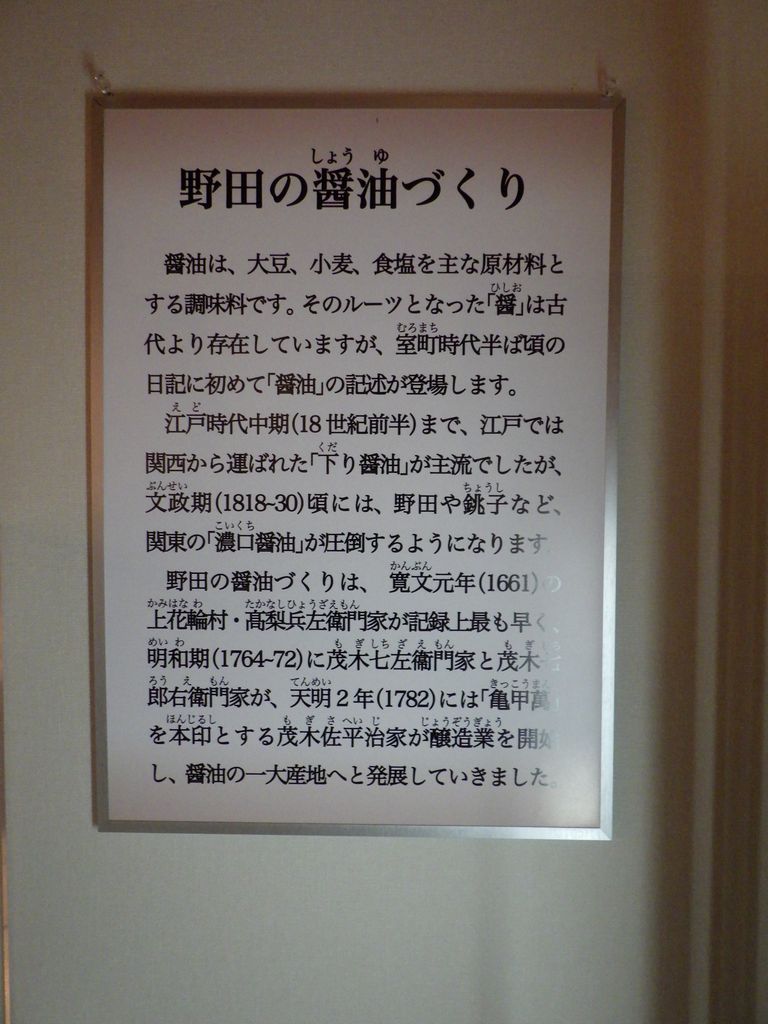 野田の醤油づくり
醤油は、大豆、小麦、食塩を主な原材料と
する調味料です。そのルーツとなった「醤」は古
代より存在していますが、室町時代半ば頃の
日記に初めて「醤油」の記述が登場します。
江戸時代中期(18世紀前半)まで、江戸では
関西から運ばれた「下り醤油」が主流でしたが、
文政期(1818~30)頃には、野田や銚子など、
関東の「濃口醤油」が圧倒するようになります。
野田の醤油づくりは、寛文元年(1661)の
上花輪村・髙梨兵左衛門家が記録上最も早く、
明和期(1764~72)に茂木七左衛門家と茂木七
郎右衛門家が、天明2年(1782)には「亀甲萬」
を本印とする茂木佐平治家が醸造業を開始
し、醤油の一大産地へと発展していきました。